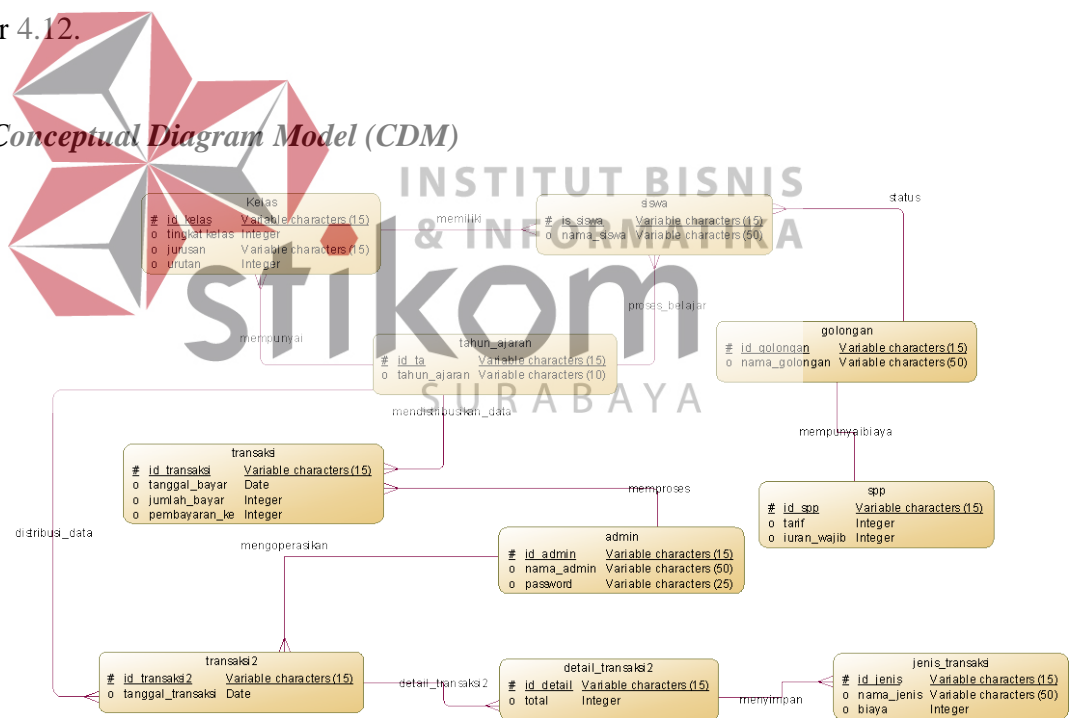 r 4.12.
Conceptual Diagram Model (CDM)
INSTITUT BISNIS
& INFORMATIKA
stikom
SURABAYA
Kelas
# id_kelas Variable characters (15)
o tingkat kelas Integer
o jurusan Variable characters (15)
o urutan Integer
memiliki
siswa
# is_siswa Variable characters (15)
o nama_siswa Variable characters (50)
status
mempunyai
proses_belajar
tahun_ajaran
# id_ta Variable characters (15)
o tahun_ajaran Variable characters (10)
golongan
# id_golongan Variable characters (15)
o nama_golongan Variable characters (50)
mendistribusikan_data
mempunyaibiaya
transaksi
# id_transaksi Variable characters (15)
o tanggal_bayar Date
o jumlah_bayar Integer
o pembayaran_ke Integer
memproses
spp
# id_spp Variable characters (15)
o tarif Integer
o iuran_wajib Integer
distribusi_data
mengoperasikan
admin
# id_admin Variable characters (15)
o nama_admin Variable characters (50)
o password Variable characters (25)
transaksi2
# id_transaksi2 Variable characters (15)
o tanggal_transaksi Date
detail_transaksi2
detail_transaksi2
# id_detail Variable characters (15)
o total Integer
menyimpan
jenis_transaksi
# id_jenis Variable characters (15)
o nama_jenis Variable characters (50)
o biaya Integer